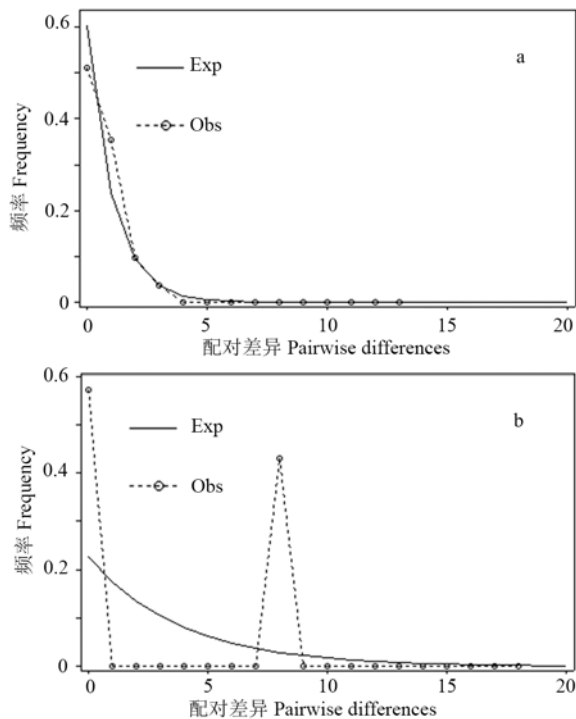 0.6
a
Exp
0.4
Obs
频率 Frequency
0.2
0
0 5 10 15 20
配对差异 Pairwise differences
0.6
b
Exp
0.4
Obs
频率 Frequency
0.2
0
0 5 10 15 20
配对差异 Pairwise differences